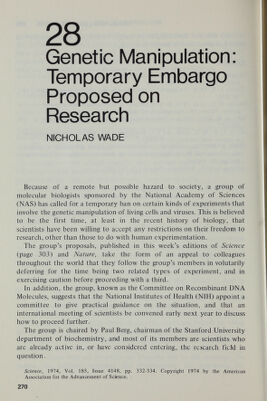 28
Genetic Manipulation:
Temporary Embargo
Proposed on
Research
NICHOLAS WADE
Because of a remote but possible hazard to society, a group of
molecular biologists sponsored by the National Academy of Sciences
(NAS) has called for a temporary ban on certain kinds of experiments that
involve the genetic manipulation of living cells and viruses. This is believed
to be the first time, at least in the recent history of biology, that
scientists have been willing to accept any restrictions on their freedom to
research, other than those to do with human experimentation.
The group's proposals, published in this week's editions of Science
(page 303) and Nature, take the form of an appeal to colleagues
throughout the world that they follow the group's members in voluntarily
deferring for the time being two related types of experiment, and in
exercising caution before proceeding with a third.
In addition, the group, known as the Committee on Recombinant DNA
Molecules, suggests that the National Institutes of Health (NIH) appoint a
committee to give practical guidance on the situation, and that an
international meeting of scientists be convened early next year to discuss
how to proceed further.
The group is chaired by Paul Berg, chairman of the Stanford University
department of biochemistry, and most of its members are scientists who
are already active in, or have considered entering, the research field in
question.
Science, 1974, Vol. 185, Issue 4148, pp. 332-334. Copyright 1974 by the American
Association for the Advancement of Science.
270